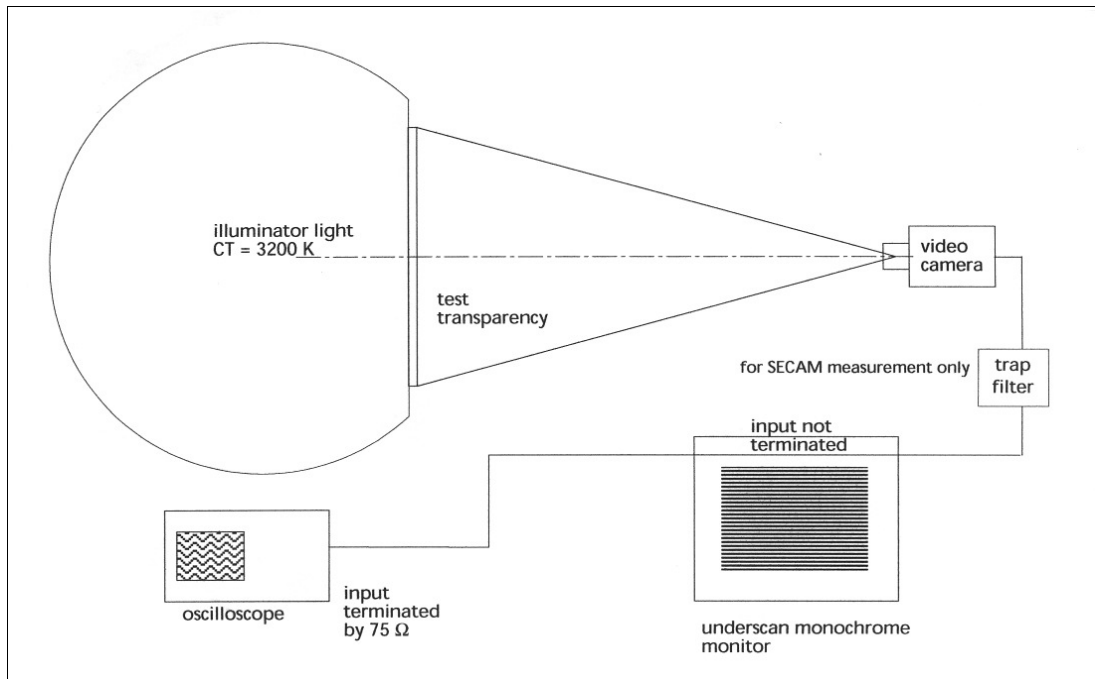 illuminator light
CT = 3200 K
test
transparency
video
camera
for SECAM measurement only
trap
filter
input not
terminated
oscilloscope
input
terminated
by 75 Ω
underscan monochrome
monitor